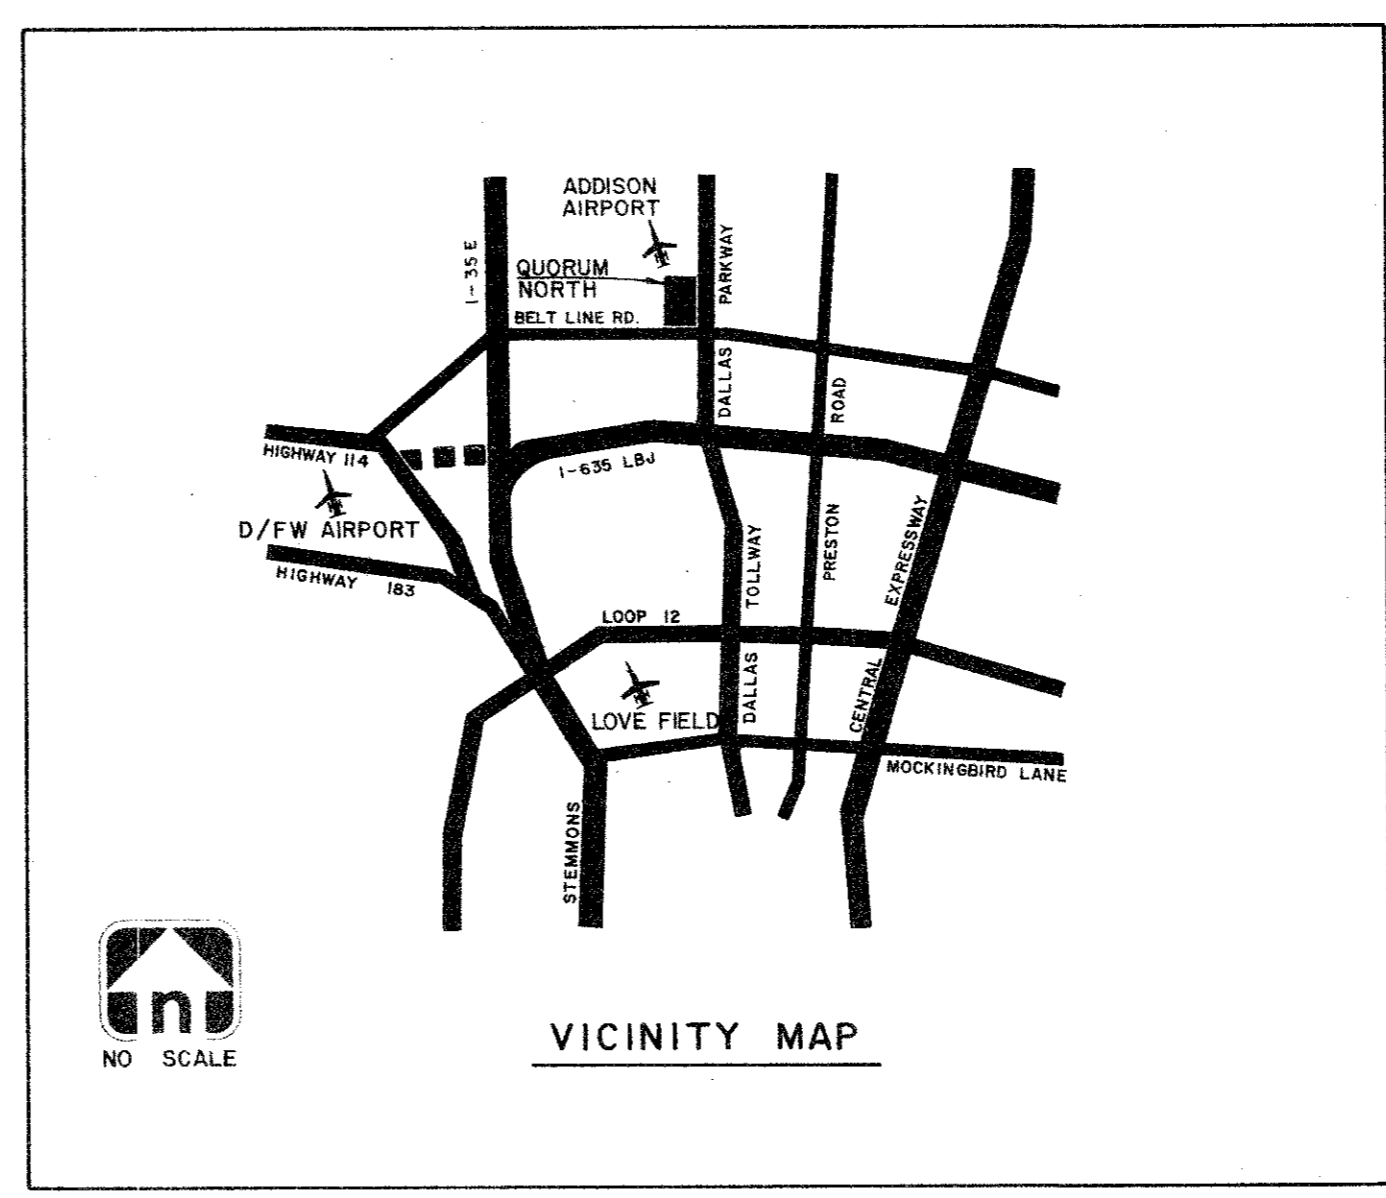 ADDISON
AIRPORT
I-35 E
QUORUM
NORTH
PARKWAY
BELT LINE RD.
DALLAS
ROAD
HIGHWAY 114
I-635 LBJ
D/FW AIRPORT
HIGHWAY 183
TOLLWAY
PRESTON
EXPRESSWAY
LOOP 12
DALLAS
CENTRAL
LOVE FIELD
MOCKINGBIRD LANE
STEMMONS
n
NO SCALE
VICINITY MAP